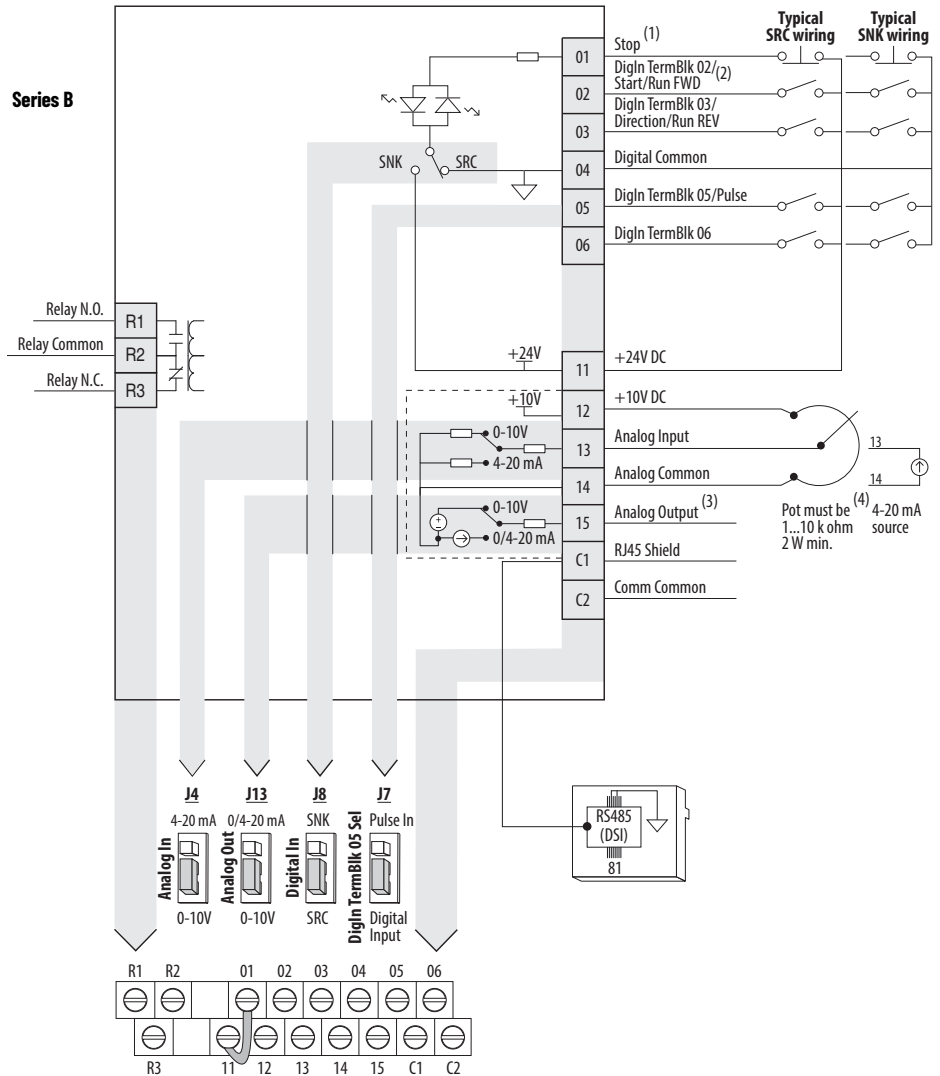 Series B
Typical
SRC wiring
Typical
SNK wiring
01
Stop (1)
02
DigIn TermBlk 02/
Start/Run FWD (2)
03
DigIn TermBlk 03/
Direction/Run REV
SNK
SRC
04
Digital Common
05
DigIn TermBlk 05/Pulse
06
DigIn TermBlk 06
Relay N.O.
R1
Relay Common
R2
Relay N.C.
R3
+24V
11
+24V DC
+10V
12
+10V DC
0-10V
4-20 mA
13
Analog Input
14
Analog Common
0-10V
0/4-20 mA
15
Analog Output (3)
C1
RJ45 Shield
C2
Comm Common
13
14
Pot must be (4)
1...10 k ohm
2 W min.
4-20 mA
source
J4
J13
J8
J7
4-20 mA
0/4-20 mA
SNK
Pulse In
Analog In
Analog Out
Digital In
DigIn TermBlk 05 Sel
0-10V
0-10V
SRC
Digital
Input
RS485
(DSI)
81
R1 R2 01 02 03 04 05 06
R3 11 12 13 14 15 C1 C2